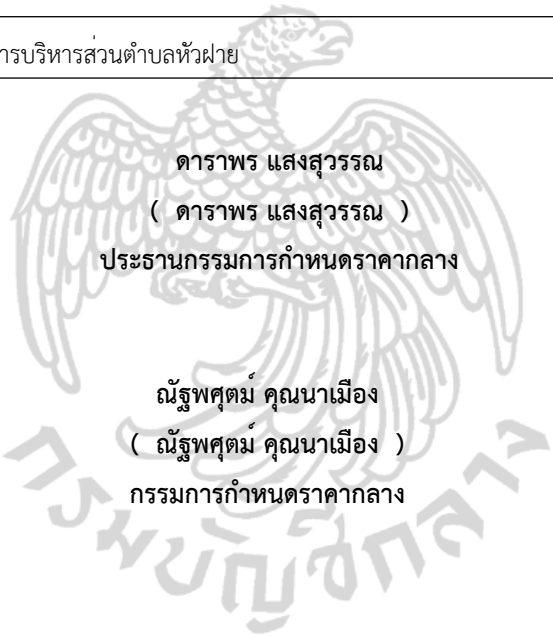 ารบริหารส่วนตำบลหัวฝาย
ดาราพร แสงสุวรรณ
( ดาราพร แสงสุวรรณ )
ประธานกรรมการกำหนดราคากลาง
ณัฐพศุตม์ คุณนาเมือง
( ณัฐพศุตม์ คุณนาเมือง )
กรรมการกำหนดราคากลาง
กรมบัญชีกลาง